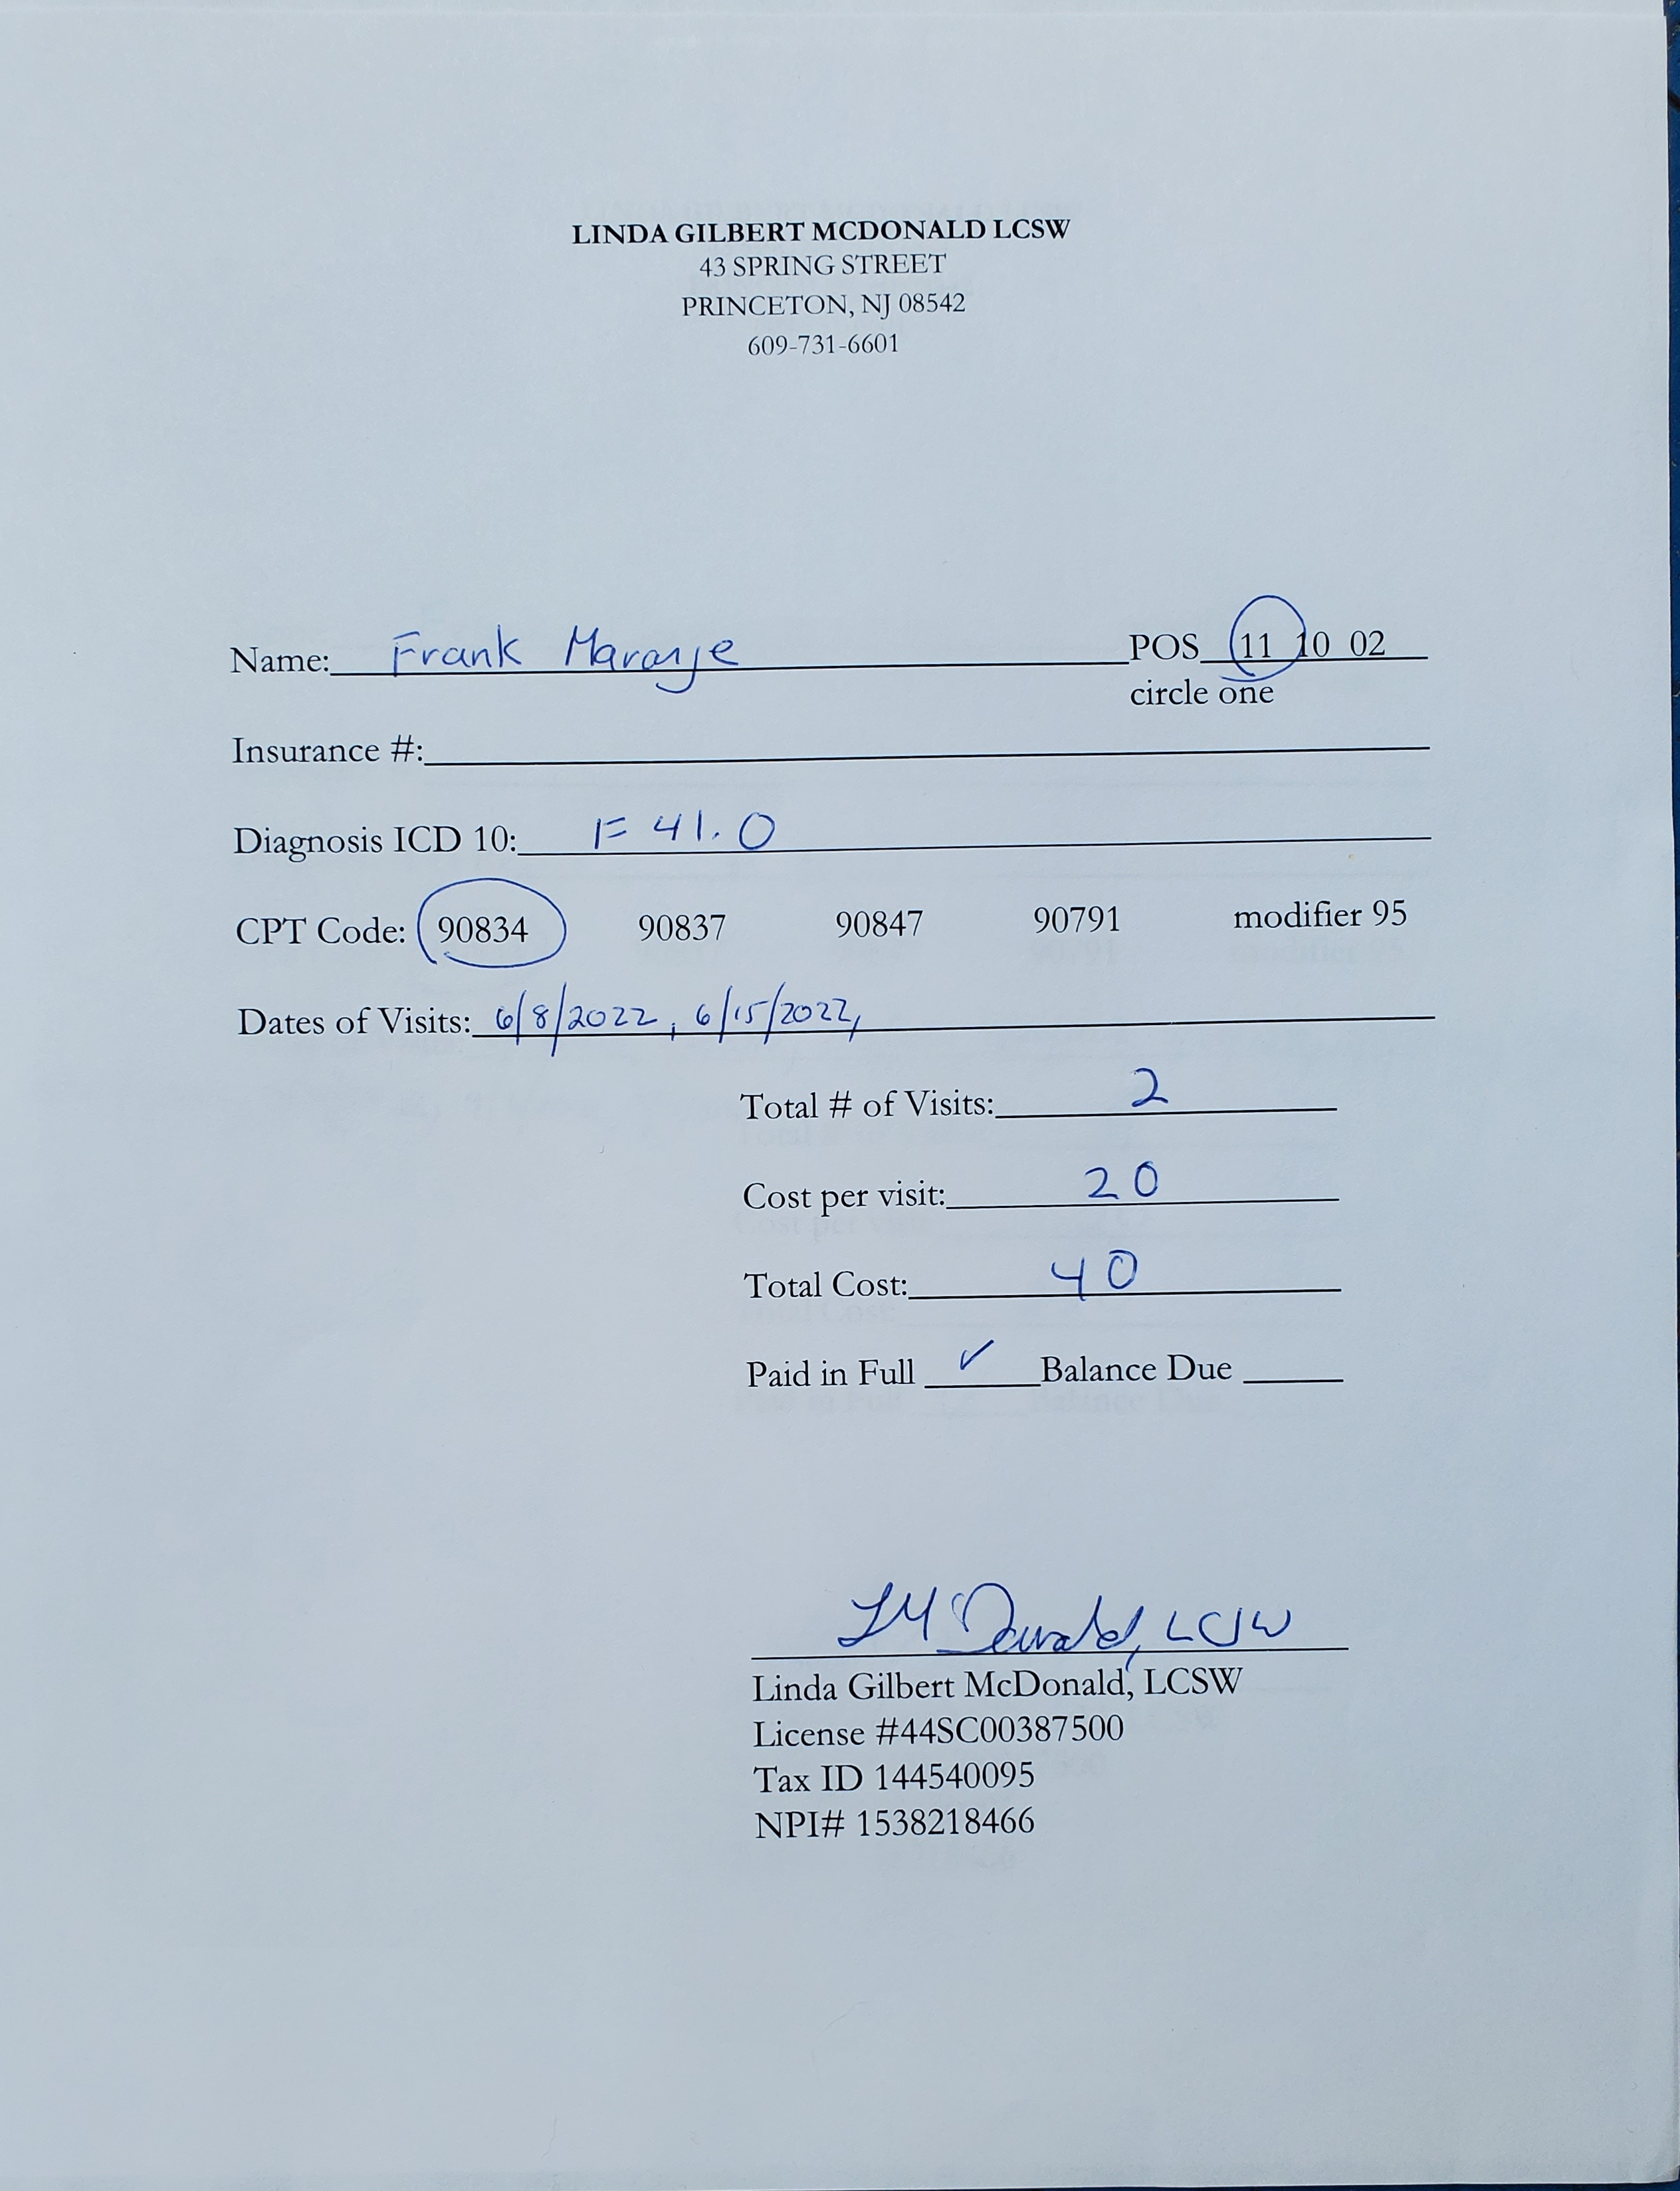 LINDA GILBERT MCDONALD LCSW
43 SPRING STREET
PRINCETON, NJ 08542
609-731-6601
Name: Frank POS 11 10 02
circle one
Insurance #:
Diagnosis ICD 10: F 41.0
CPT Code: 90834 90837 90847 90791 modifier 95
Dates of Visits: 6/8/2022, 6/15/2022,
Total # of Visits: 2
Cost per visit: 20
Total Cost: 40
Paid in Full ✓ Balance Due
LMcDonald, LCSW
Linda Gilbert McDonald, LCSW
License #44SC00387500
Tax ID 144540095
NPI# 1538218466